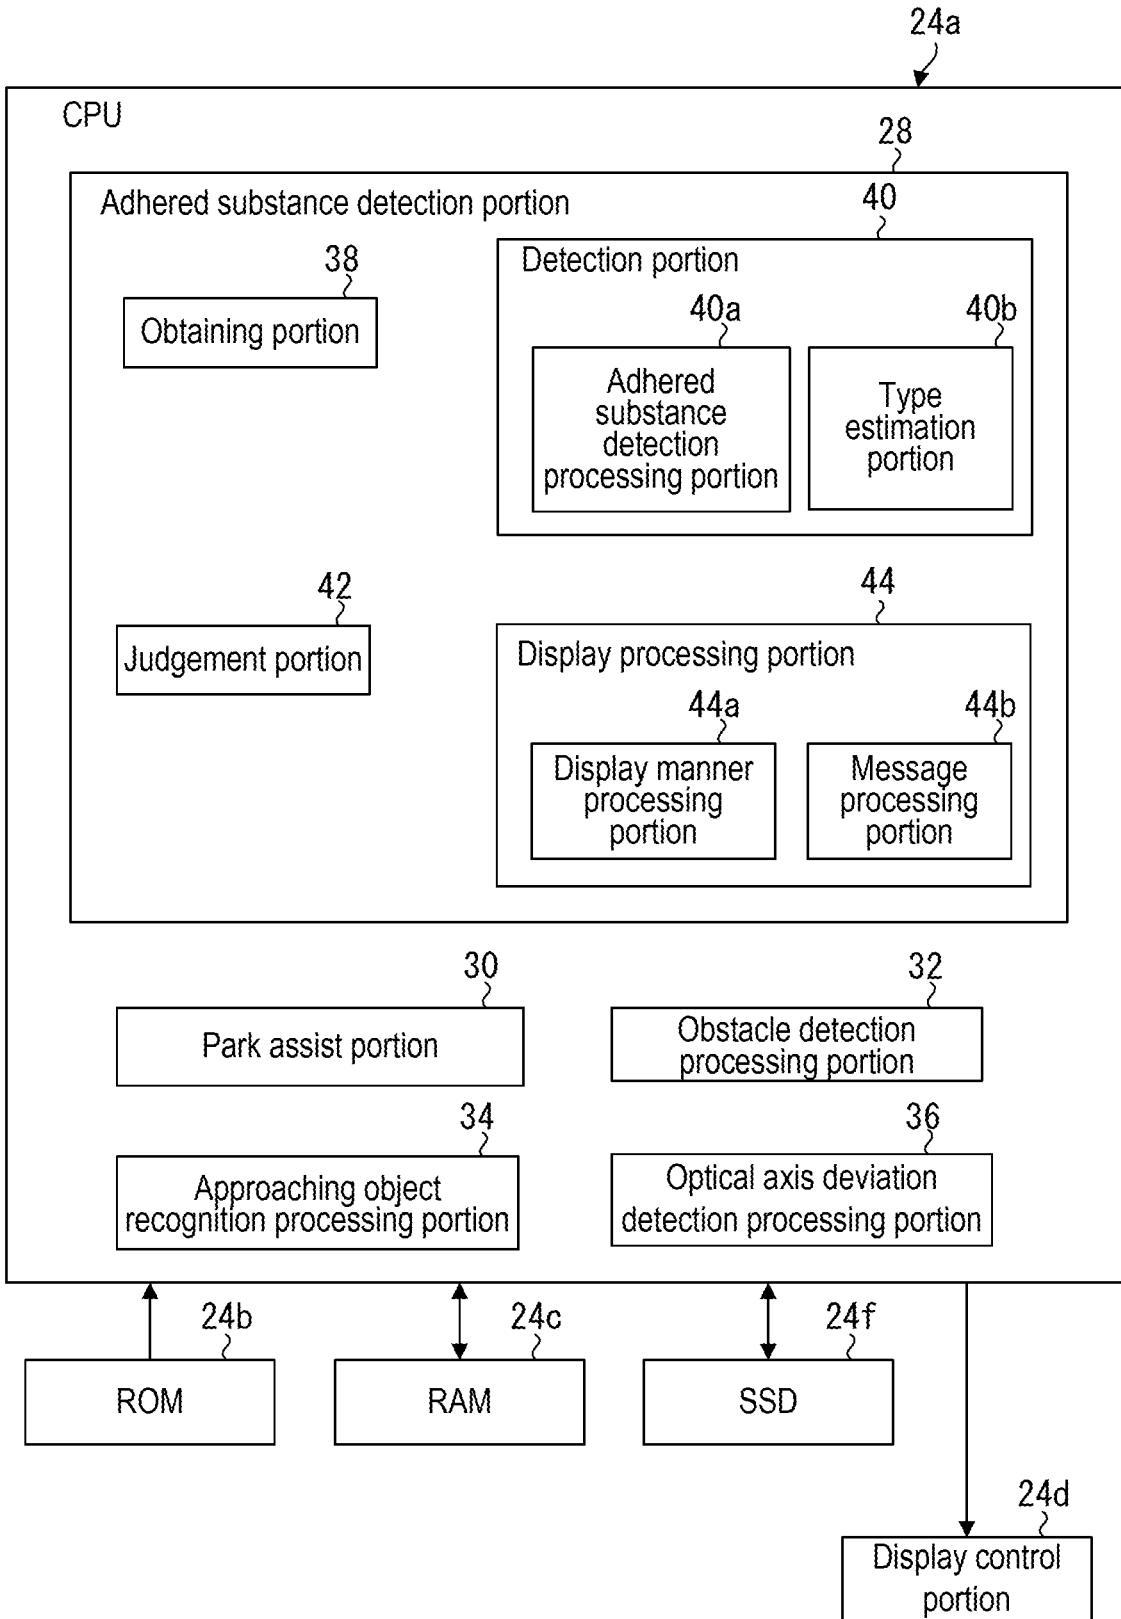 24a
CPU
28
Adhered substance detection portion
40
Detection portion
38
Obtaining portion
40a
Adhered
substance
detection
processing portion
40b
Type
estimation
portion
42
Judgement portion
44
Display processing portion
44a
Display manner
processing
portion
44b
Message
processing
portion
30
Park assist portion
32
Obstacle detection
processing portion
34
Approaching object
recognition processing portion
36
Optical axis deviation
detection processing portion
24b
ROM
24c
RAM
24f
SSD
24d
Display control
portion